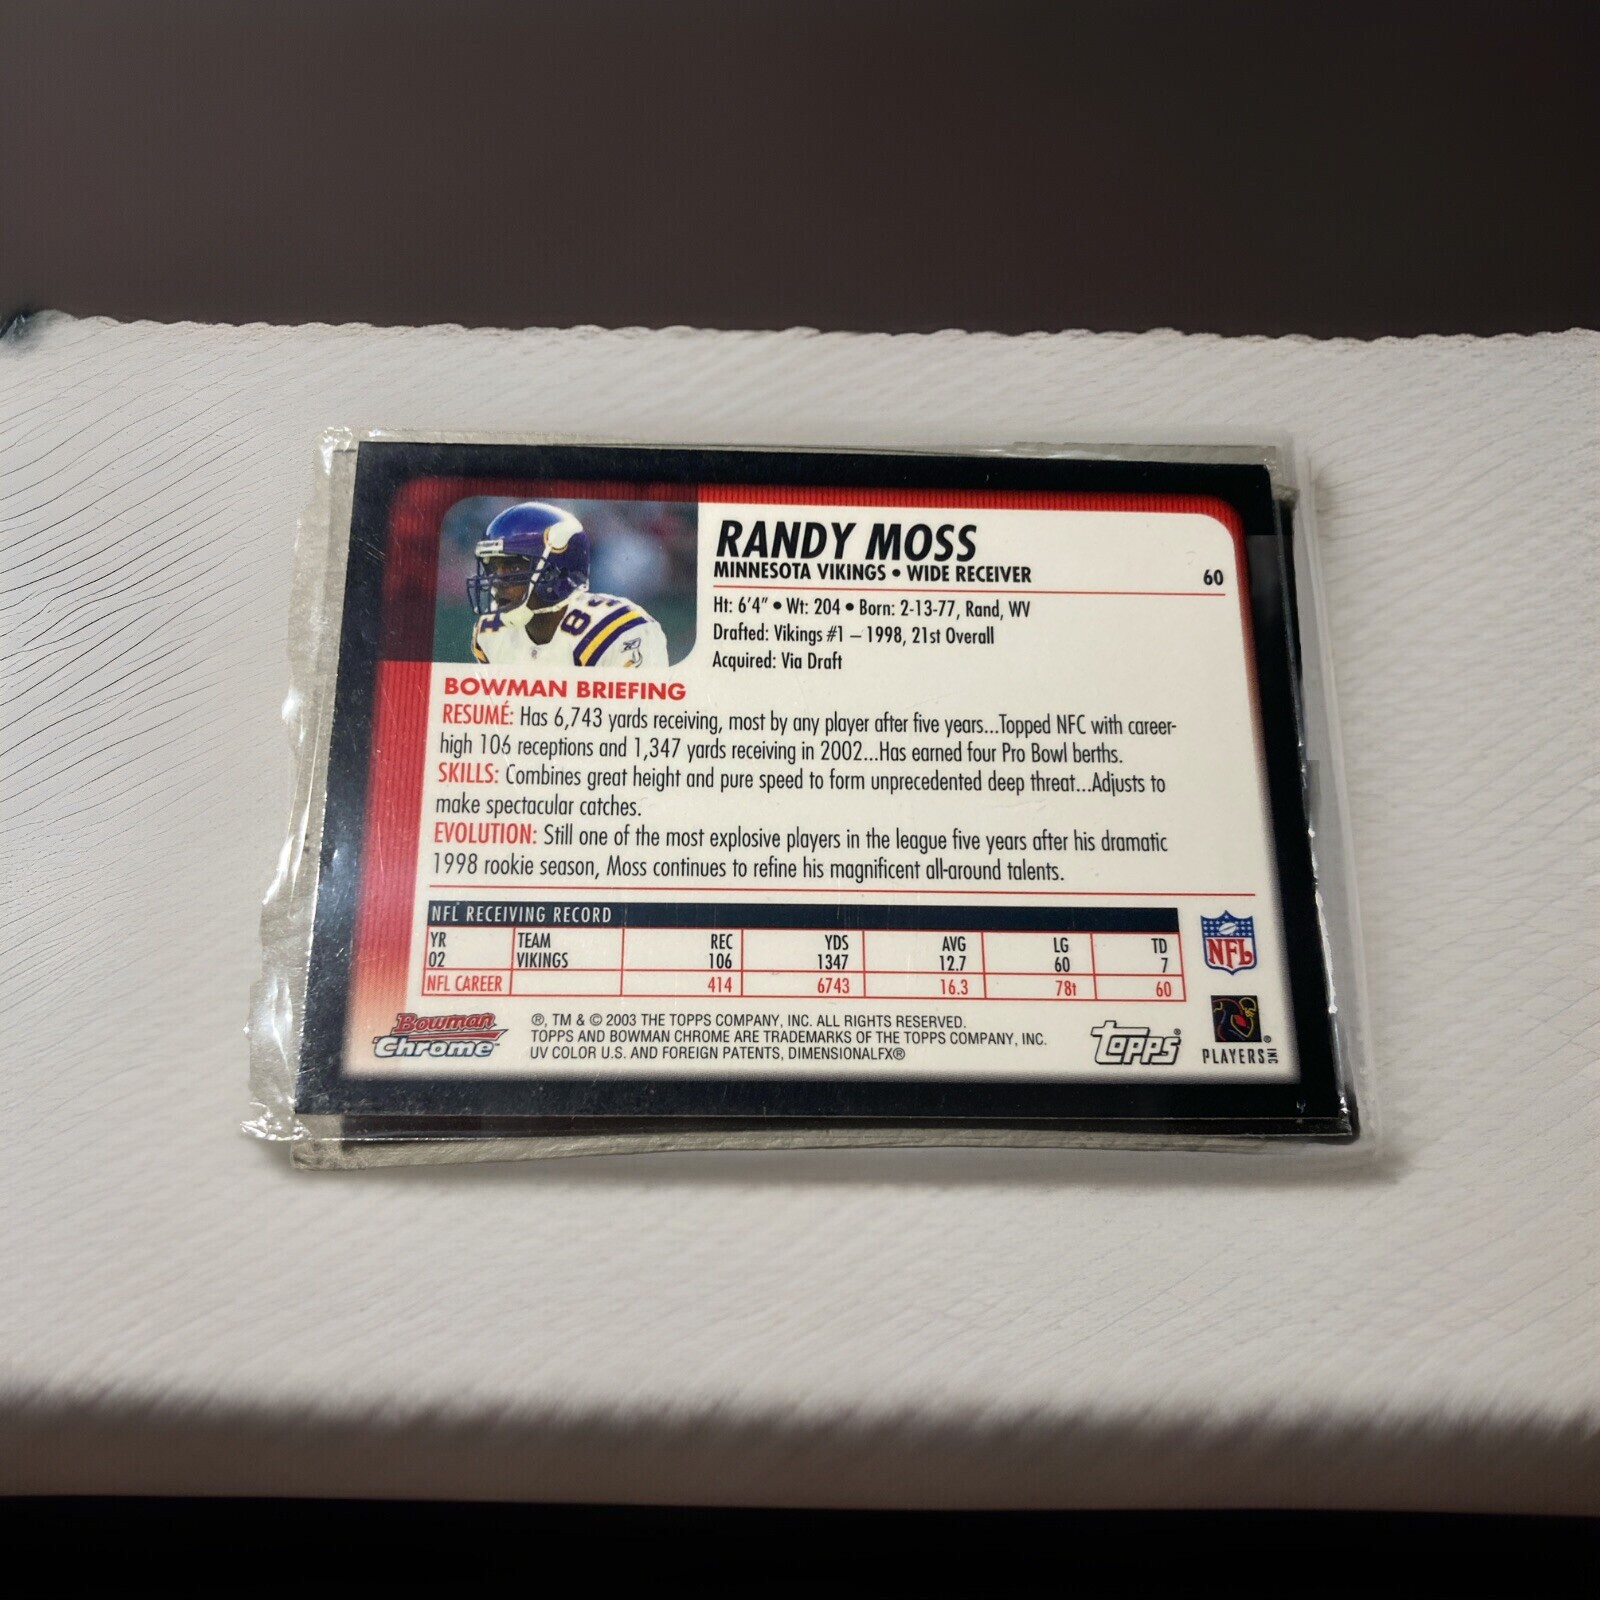 RANDY MOSS
MINNESOTA VIKINGS • WIDE RECEIVER 60
Ht: 6'4" • Wt: 204 • Born: 2-13-77, Rand, WV
Drafted: Vikings #1 – 1998, 21st Overall
Acquired: Via Draft
BOWMAN BRIEFING
RESUMÉ: Has 6,743 yards receiving, most by any player after five years...Topped NFC with career-
high 106 receptions and 1,347 yards receiving in 2002...Has earned four Pro Bowl berths.
SKILLS: Combines great height and pure speed to form unprecedented deep threat...Adjusts to
make spectacular catches.
EVOLUTION: Still one of the most explosive players in the league five years after his dramatic
1998 rookie season, Moss continues to refine his magnificent all-around talents.
NFL RECEIVING RECORD
YR TEAM REC YDS AVG LG TD
02 VIKINGS 106 1347 12.7 60 7
NFL CAREER 414 6743 16.3 78t 60
NFL
Bowman
Chrome
®, TM & © 2003 THE TOPPS COMPANY, INC. ALL RIGHTS RESERVED.
TOPPS AND BOWMAN CHROME ARE TRADEMARKS OF THE TOPPS COMPANY, INC.
UV COLOR U.S. AND FOREIGN PATENTS, DIMENSIONALFX®
Topps®
PLAYERS INC®